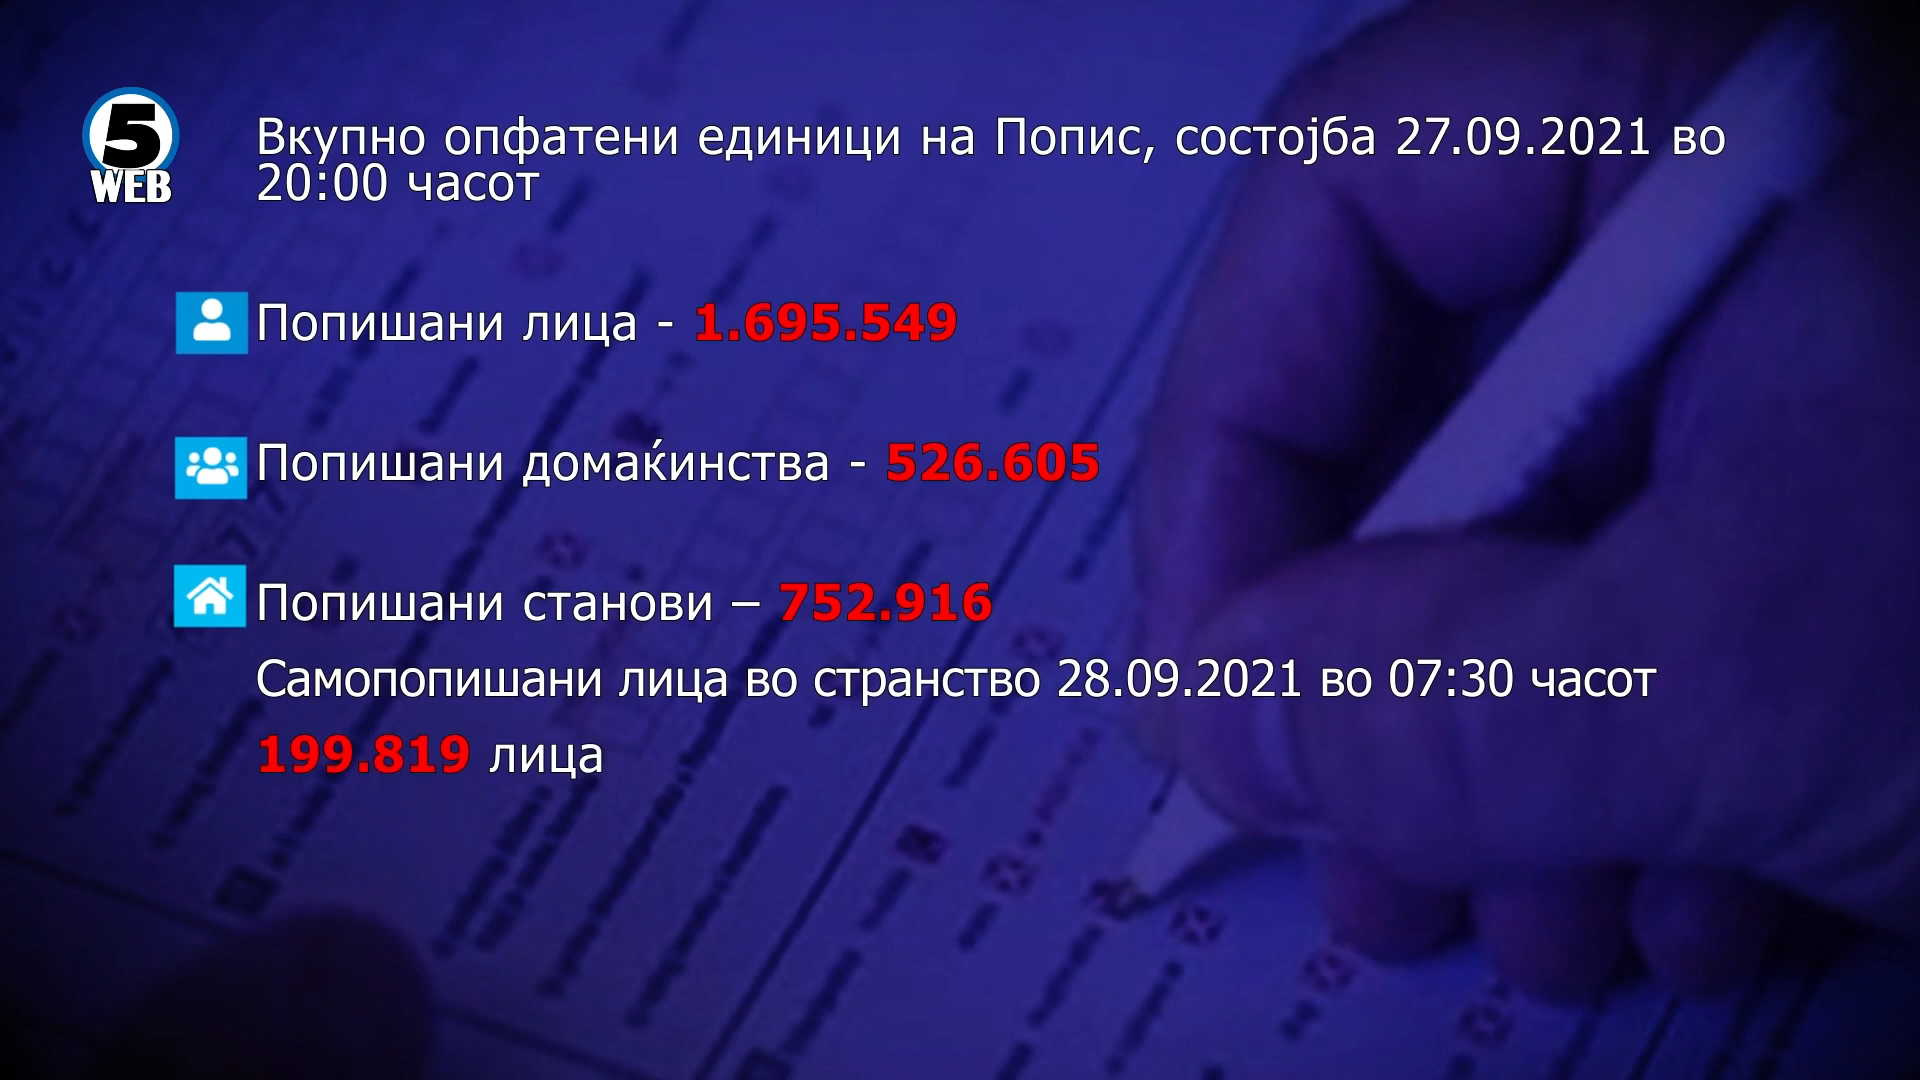 5
WEB
Вкупно опфатени единици на Попис, состојба 27.09.2021 во
20:00 часот
Попишани лица - 1.695.549
Попишани домаќинства - 526.605
Попишани станови – 752.916
Самопопишани лица во странство 28.09.2021 во 07:30 часот
199.819 лица